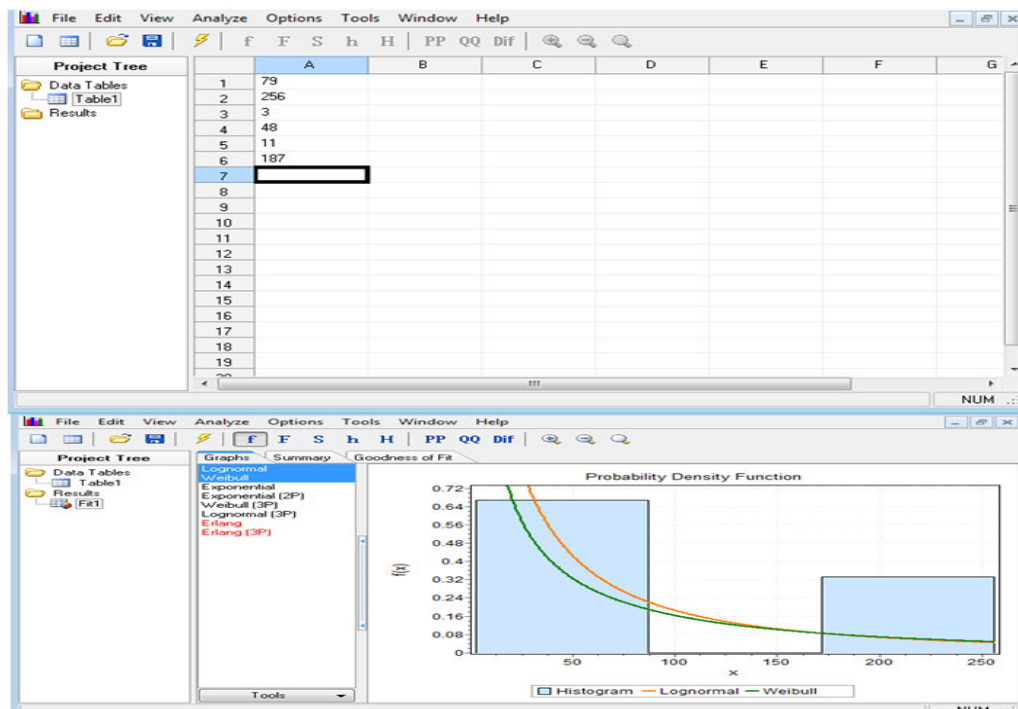 File Edit View Analyze Options Tools Window Help
f F S h H PP QQ Dif
Project Tree
Data Tables
Table1
Results
A B C D E F G
1 79
2 256
3 3
4 48
5 11
6 187
7
8
9
10
11
12
13
14
15
16
17
18
19
NUM
File Edit View Analyze Options Tools Window Help
f F S h H PP QQ Dif
Project Tree
Data Tables
Table1
Results
Fit1
Graphs Summary Goodness of Fit
Lognormal
Weibull
Exponential
Exponential (2P)
Weibull (3P)
Lognormal (3P)
Erlang
Erlang (3P)
Tools
Probability Density Function
f(x)
0.72
0.64
0.56
0.48
0.4
0.32
0.24
0.16
0.08
0
50 100 150 200 250
x
Histogram Lognormal Weibull